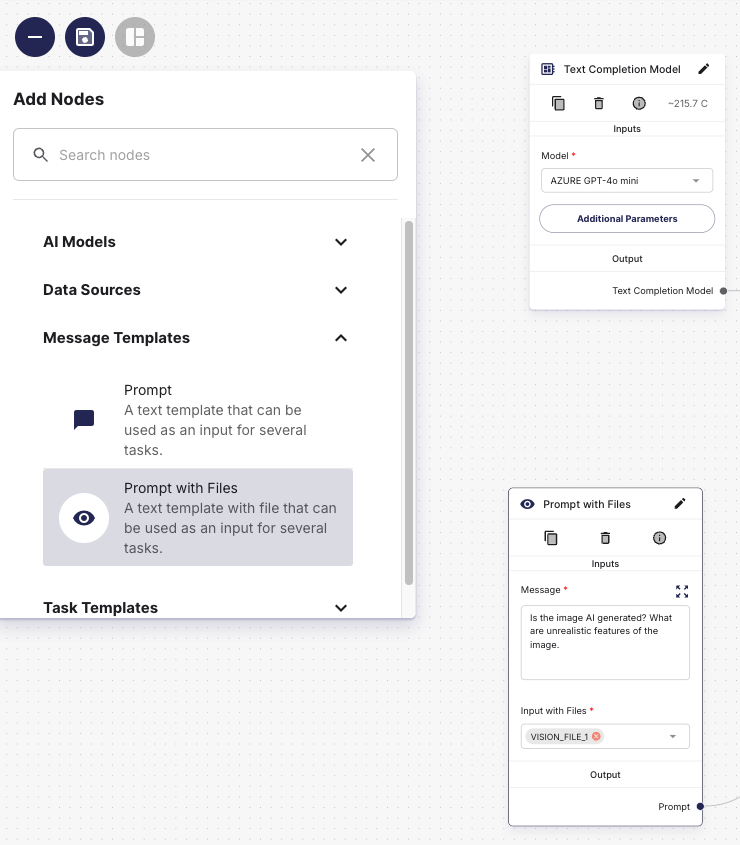 Add Nodes
Search nodes
AI Models
Data Sources
Message Templates
Prompt
A text template that can be
used as an input for several
tasks.
Prompt with Files
A text template with file that can
be used as an input for several
tasks.
Task Templates
Text Completion Model
~215.7 C
Inputs
Model *
AZURE GPT-4o mini
Additional Parameters
Output
Text Completion Model
Prompt with Files
Inputs
Message *
Is the image AI generated? What
are unrealistic features of the
image.
Input with Files *
VISION_FILE_1
Output
Prompt